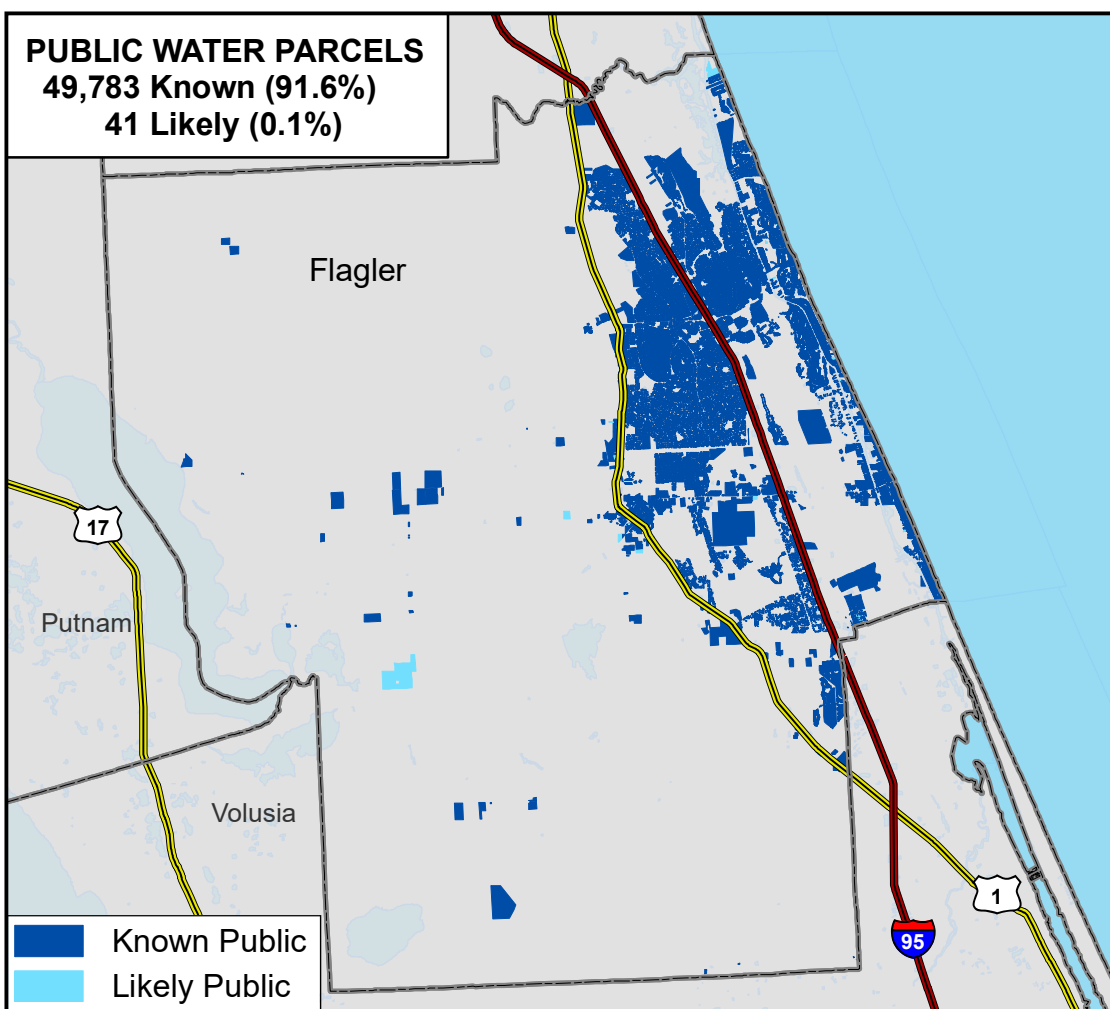 PUBLIC WATER PARCELS
49,783 Known (91.6%)
41 Likely (0.1%)
Flagler
17
Putnam
Volusia
1
95
Known Public
Likely Public